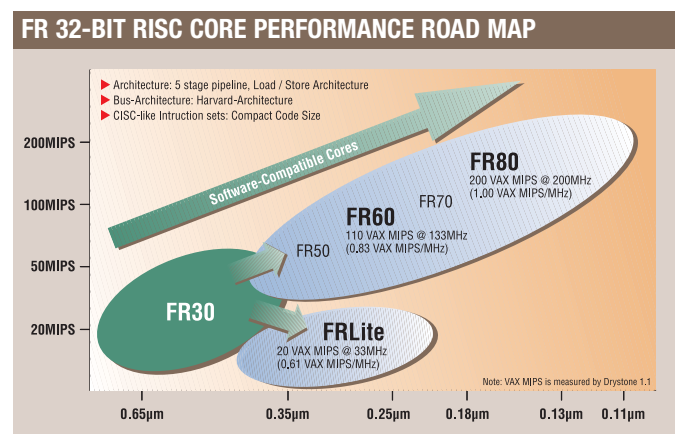 FR 32-BIT RISC CORE PERFORMANCE ROAD MAP
Architecture: 5 stage pipeline, Load / Store Architecture
Bus-Architecture: Harvard-Architecture
CISC-like Intruction sets: Compact Code Size
Software-Compatible Cores
200MIPS
100MIPS
50MIPS
20MIPS
FR80
200 VAX MIPS @ 200MHz
(1.00 VAX MIPS/MHz)
FR70
FR60
110 VAX MIPS @ 133MHz
(0.83 VAX MIPS/MHz)
FR50
FR30
FRLite
20 VAX MIPS @ 33MHz
(0.61 VAX MIPS/MHz)
Note: VAX MIPS is measured by Drystone 1.1
0.65µm
0.35µm
0.25µm
0.18µm
0.13µm
0.11µm